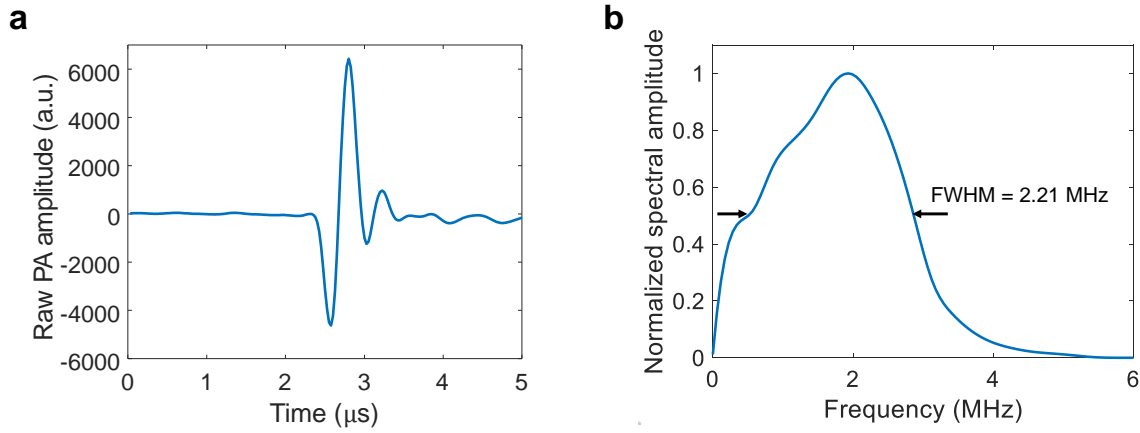 a
Raw PA amplitude (a.u.)
6000
4000
2000
0
-2000
-4000
-6000
0 1 2 3 4 5
Time (μs)
b
Normalized spectral amplitude
1
0.8
0.6
0.4
0.2
0
FWHM = 2.21 MHz
0 2 4 6
Frequency (MHz)